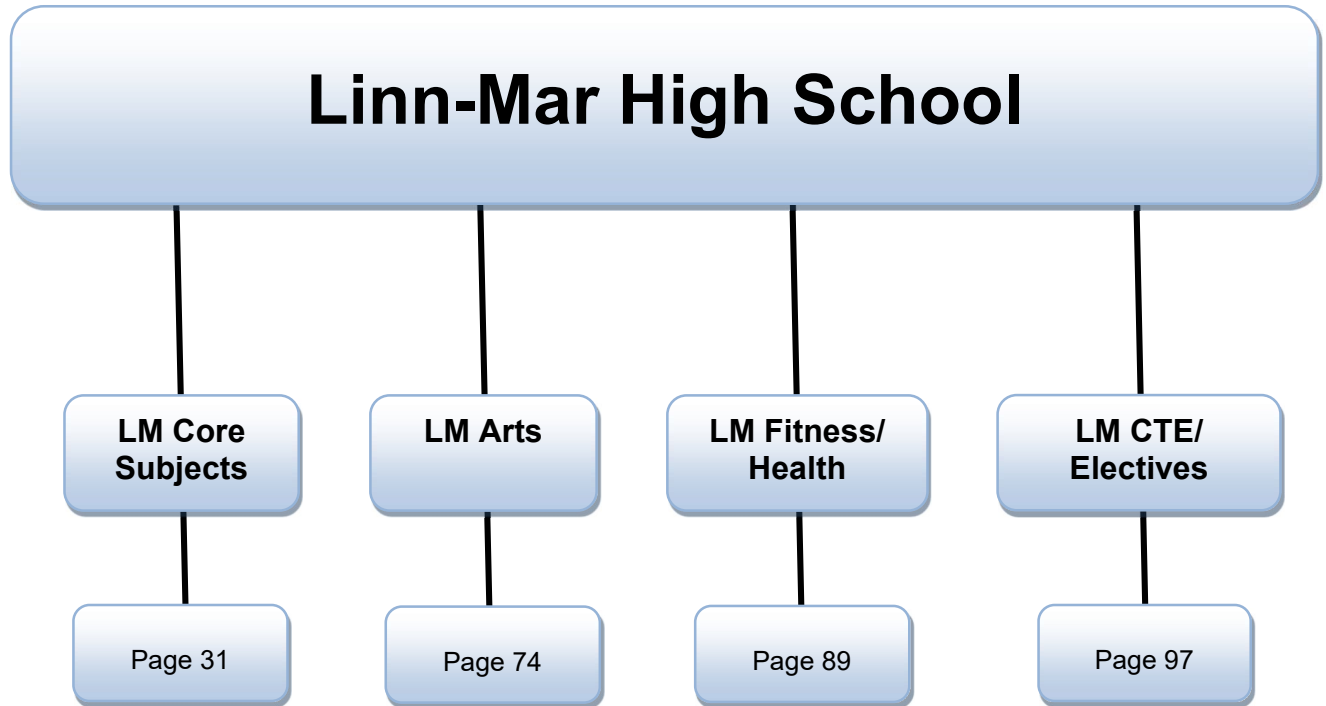 Linn-Mar High School
LM Core
Subjects
LM Arts
LM Fitness/
Health
LM CTE/
Electives
Page 31
Page 74
Page 89
Page 97